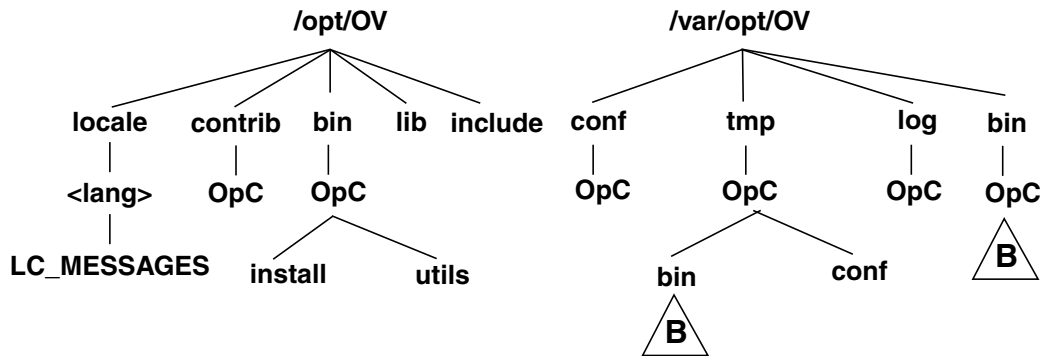 /opt/OV /var/opt/OV
locale contrib bin lib include conf tmp log bin
<lang> OpC OpC OpC OpC OpC OpC
LC_MESSAGES install utils bin conf B
B